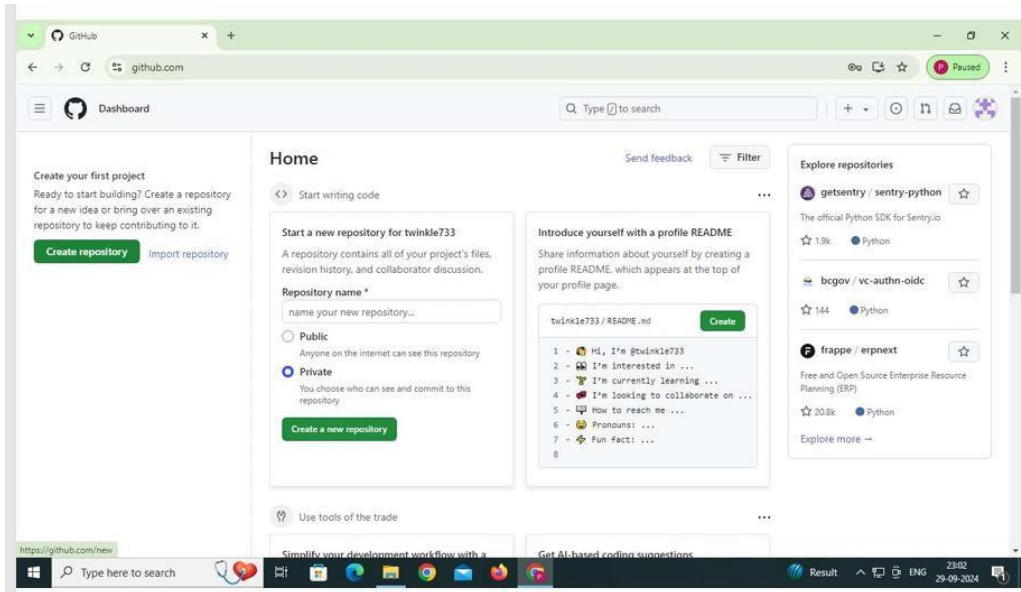 GitHub
github.com
Paused
Dashboard
Type / to search
Create your first project
Ready to start building? Create a repository
for a new idea or bring over an existing
repository to keep contributing to it.
Create repository
Import repository
Home
Send feedback
Filter
Start writing code
Start a new repository for twinkle733
A repository contains all of your project's files,
revision history, and collaborator discussion.
Repository name *
name your new repository...
Public
Anyone on the internet can see this repository
Private
You choose who can see and commit to this
repository
Create a new repository
Introduce yourself with a profile README
Share information about yourself by creating a
profile README, which appears at the top of
your profile page.
twinkle733 / README.md
Create
1 - 👋 Hi, I'm @twinkle733
2 - 👀 I'm interested in ...
3 - 🌱 I'm currently learning ...
4 - 💞️ I'm looking to collaborate on ...
5 - 📫 How to reach me ...
6 - 😄 Pronouns: ...
7 - ⚡ Fun fact: ...
8
Explore repositories
getsentry / sentry-python
The official Python SDK for Sentry.io
1.9k Python
bcgov / vc-authn-oidc
144 Python
frappe / erpnext
Free and Open Source Enterprise Resource
Planning (ERP)
20.8k Python
Explore more →
Use tools of the trade
Simplify your development workflow with a
Get AI-based coding suggestions
https://github.com/new
Type here to search
Result
ENG
23:02
29-09-2024